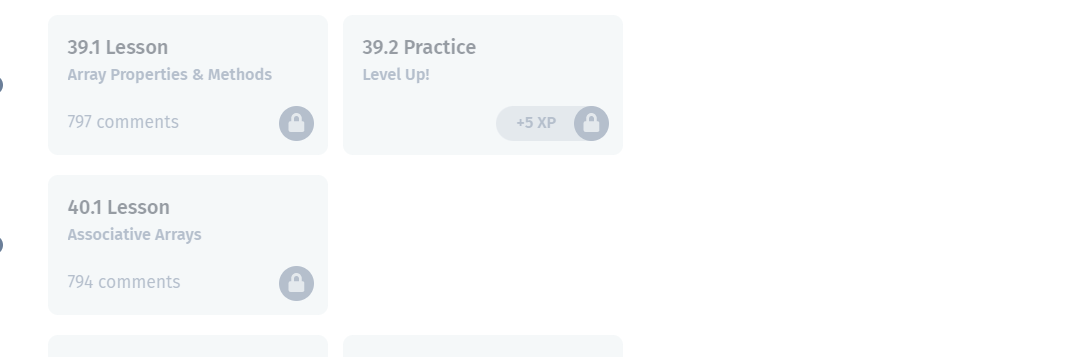 39.1 Lesson
Array Properties & Methods
797 comments
39.2 Practice
Level Up!
+5 XP
40.1 Lesson
Associative Arrays
794 comments